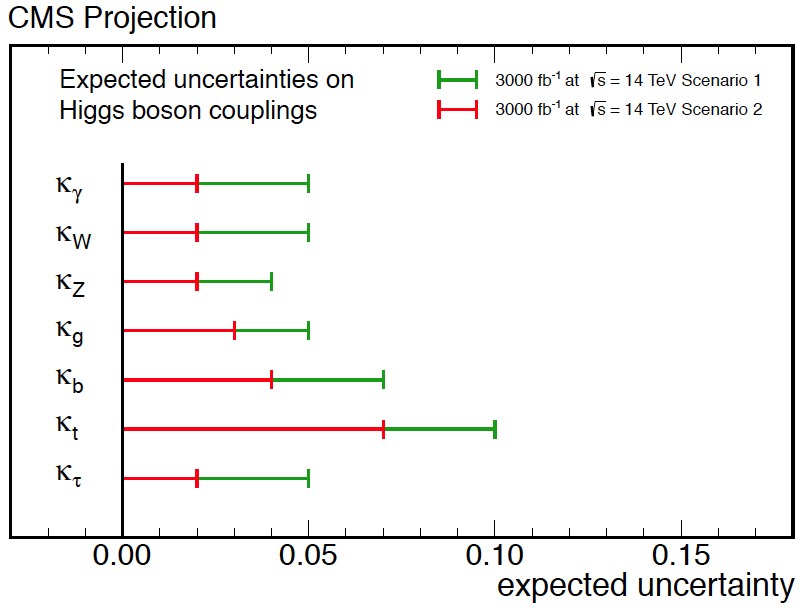 CMS Projection
Expected uncertainties on
Higgs boson couplings
3000 fb⁻¹ at √s = 14 TeV Scenario 1
3000 fb⁻¹ at √s = 14 TeV Scenario 2
κγ
κW
κZ
κg
κb
κt
κτ
0.00 0.05 0.10 0.15
expected uncertainty